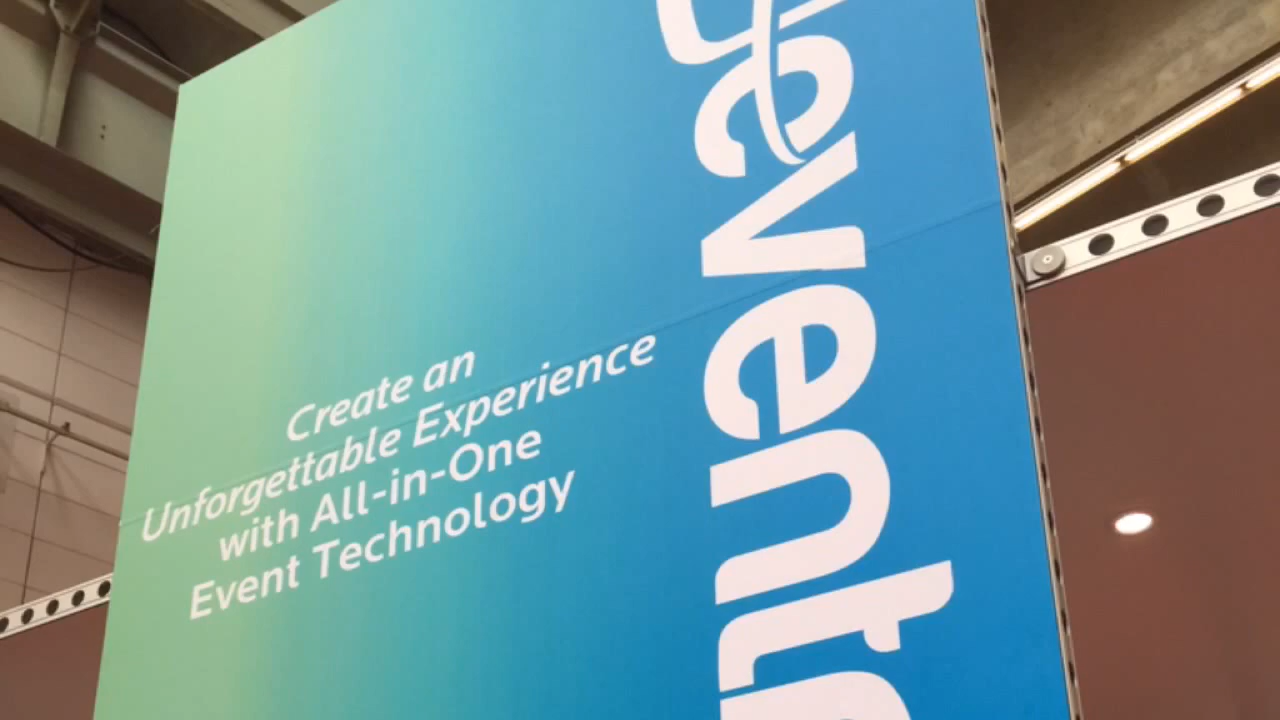 Create an
Unforgettable Experience
with All-in-One
Event Technology
event